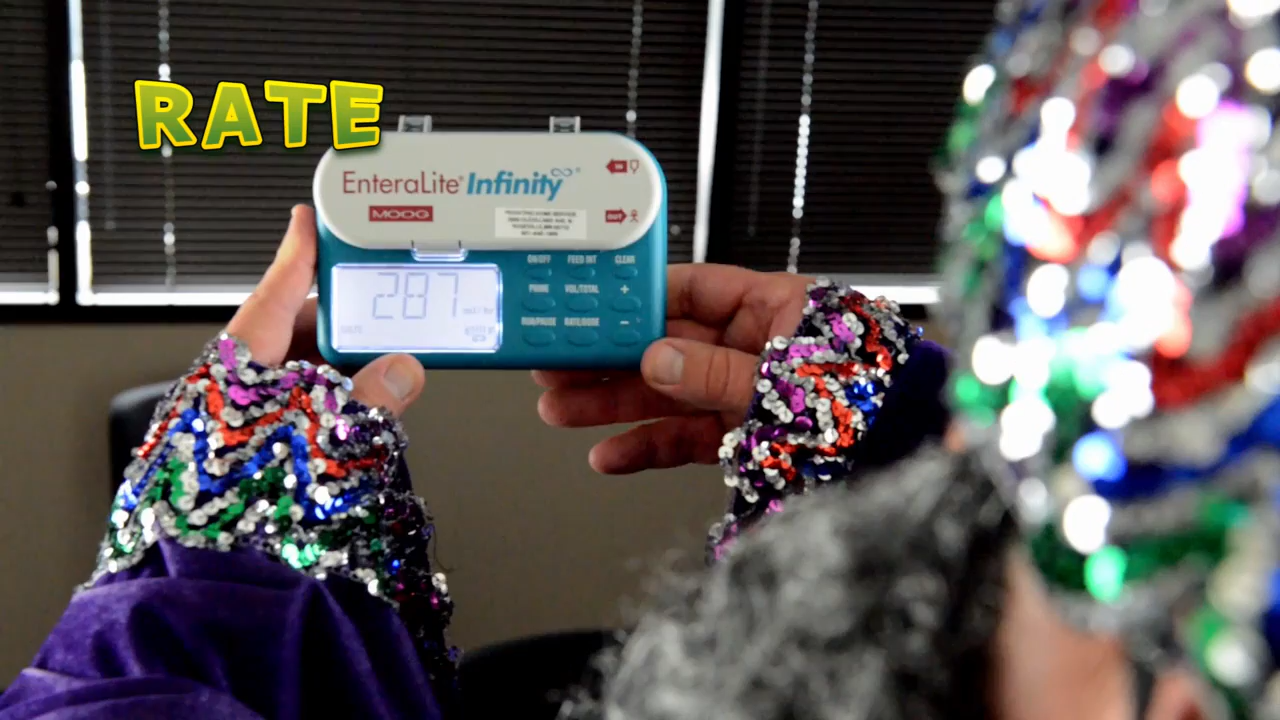 RATE
EnteraLite® Infinity ∞®
MOOG
IN
OUT
ON/OFF FEED INT CLEAR
PRIME VOL/TOTAL +
RUN/PAUSE RATE/DOSE −
287